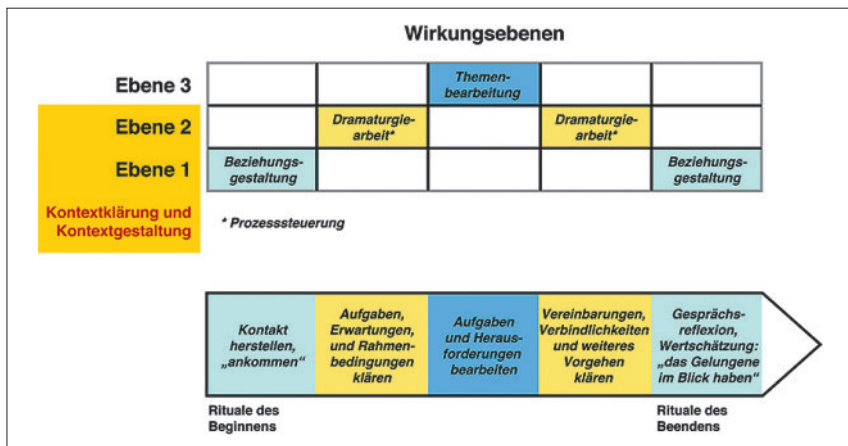 Wirkungsebenen
Ebene 3
Themen-
bearbeitung
Ebene 2
Dramaturgie-
arbeit*
Dramaturgie-
arbeit*
Ebene 1
Beziehungs-
gestaltung
Beziehungs-
gestaltung
Kontextklärung und
Kontextgestaltung
* Prozesssteuerung
Kontakt
herstellen,
„ankommen“
Aufgaben,
Erwartungen,
und Rahmen-
bedingungen
klären
Aufgaben
und Heraus-
forderungen
bearbeiten
Vereinbarungen,
Verbindlichkeiten
und weiteres
Vorgehen
klären
Gesprächs-
reflexion,
Wertschätzung:
„das Gelungene
im Blick haben“
Rituale des
Beginnens
Rituale des
Beendens